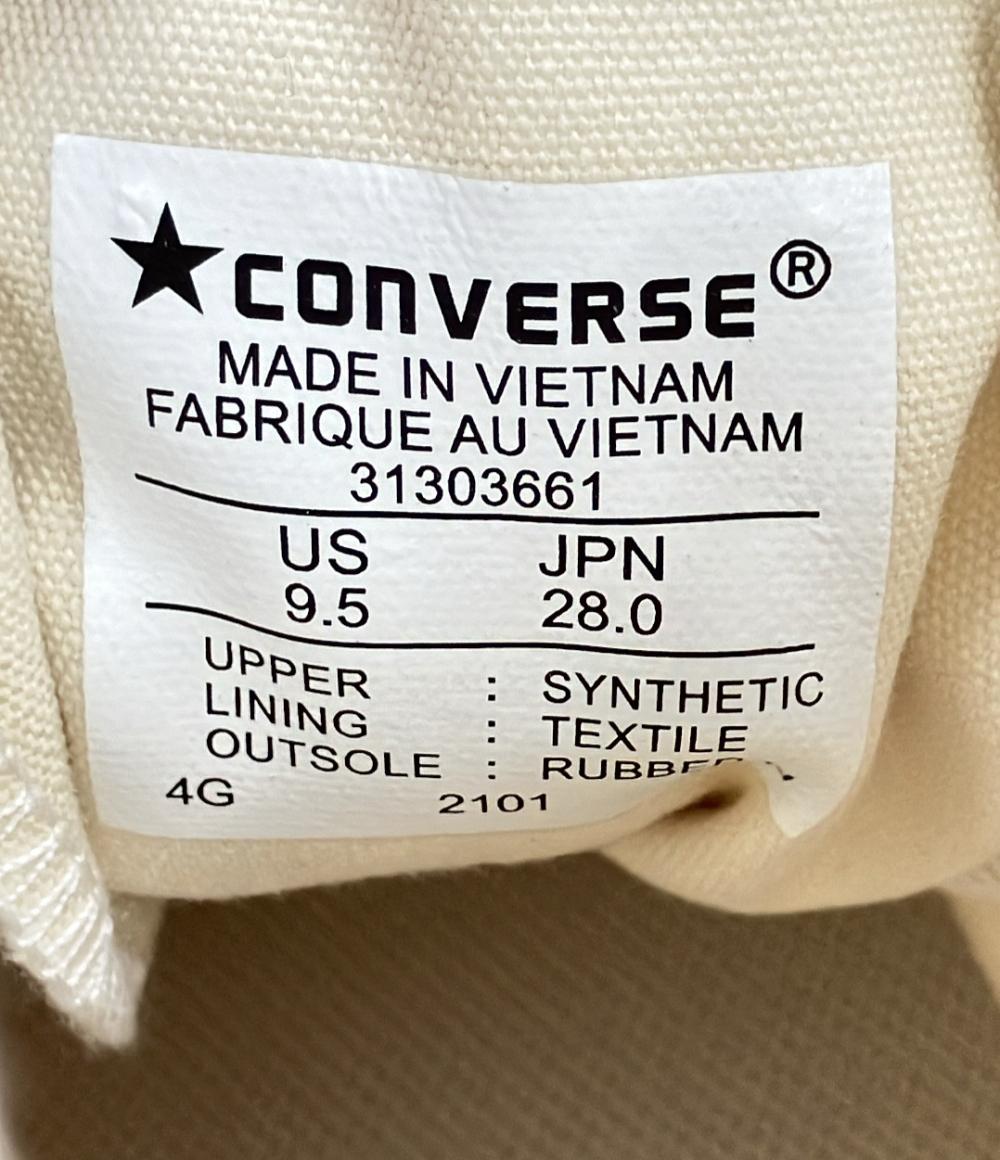 ★CONVERSE®
MADE IN VIETNAM
FABRIQUE AU VIETNAM
31303661
US JPN
9.5 28.0
UPPER : SYNTHETIC
LINING : TEXTILE
OUTSOLE : RUBBER
4G 2101